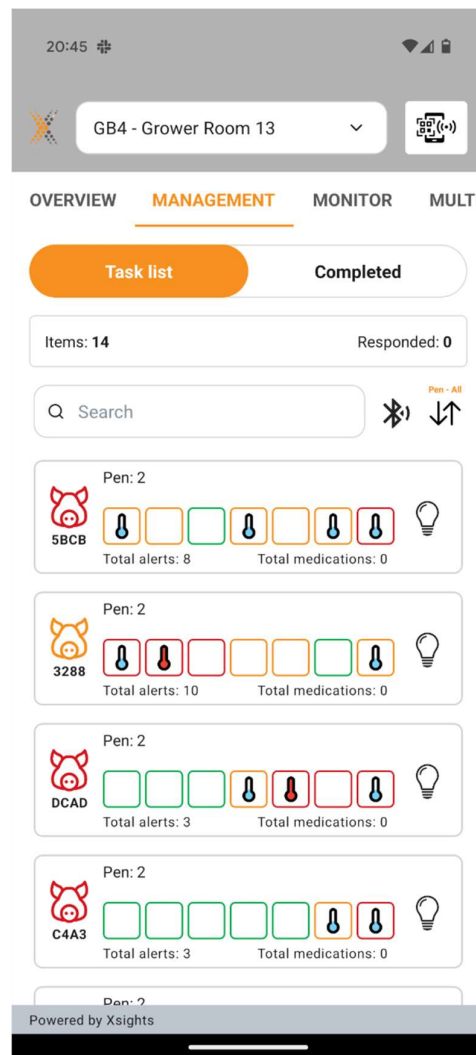 20:45
GB4 - Grower Room 13
OVERVIEW MANAGEMENT MONITOR MULT
Task list Completed
Items: 14 Responded: 0
Pen - All
Search
Pen: 2
5BCB
Total alerts: 8 Total medications: 0
Pen: 2
3288
Total alerts: 10 Total medications: 0
Pen: 2
DCAD
Total alerts: 3 Total medications: 0
Pen: 2
C4A3
Total alerts: 3 Total medications: 0
Pen: 2
Powered by Xsights